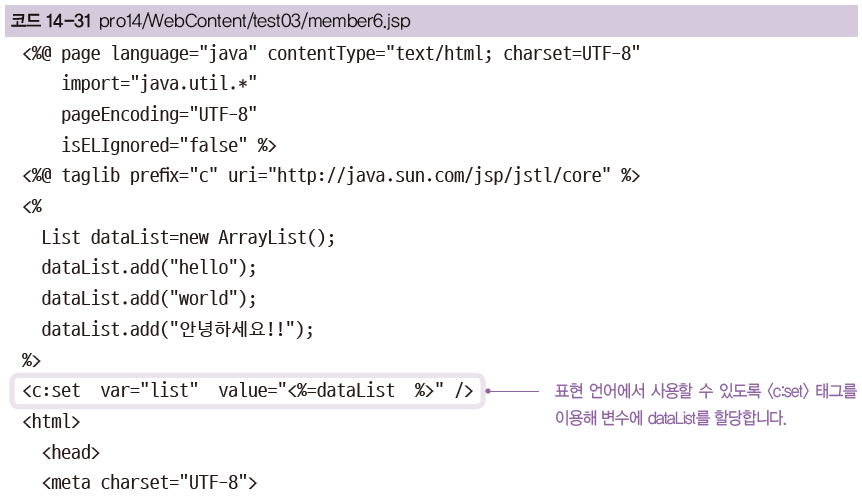 코드 14-31 pro14/WebContent/test03/member6.jsp
<%@ page language="java" contentType="text/html; charset=UTF-8"
    import="java.util.*"
    pageEncoding="UTF-8"
    isELIgnored="false" %>
<%@ taglib prefix="c" uri="http://java.sun.com/jsp/jstl/core" %>
<%
  List dataList=new ArrayList();
  dataList.add("hello");
  dataList.add("world");
  dataList.add("안녕하세요!!");
%>
<c:set  var="list"  value="<%=dataList  %>" />
표현 언어에서 사용할 수 있도록 <c:set> 태그를
이용해 변수에 dataList를 할당합니다.
<html>
  <head>
  <meta charset="UTF-8">